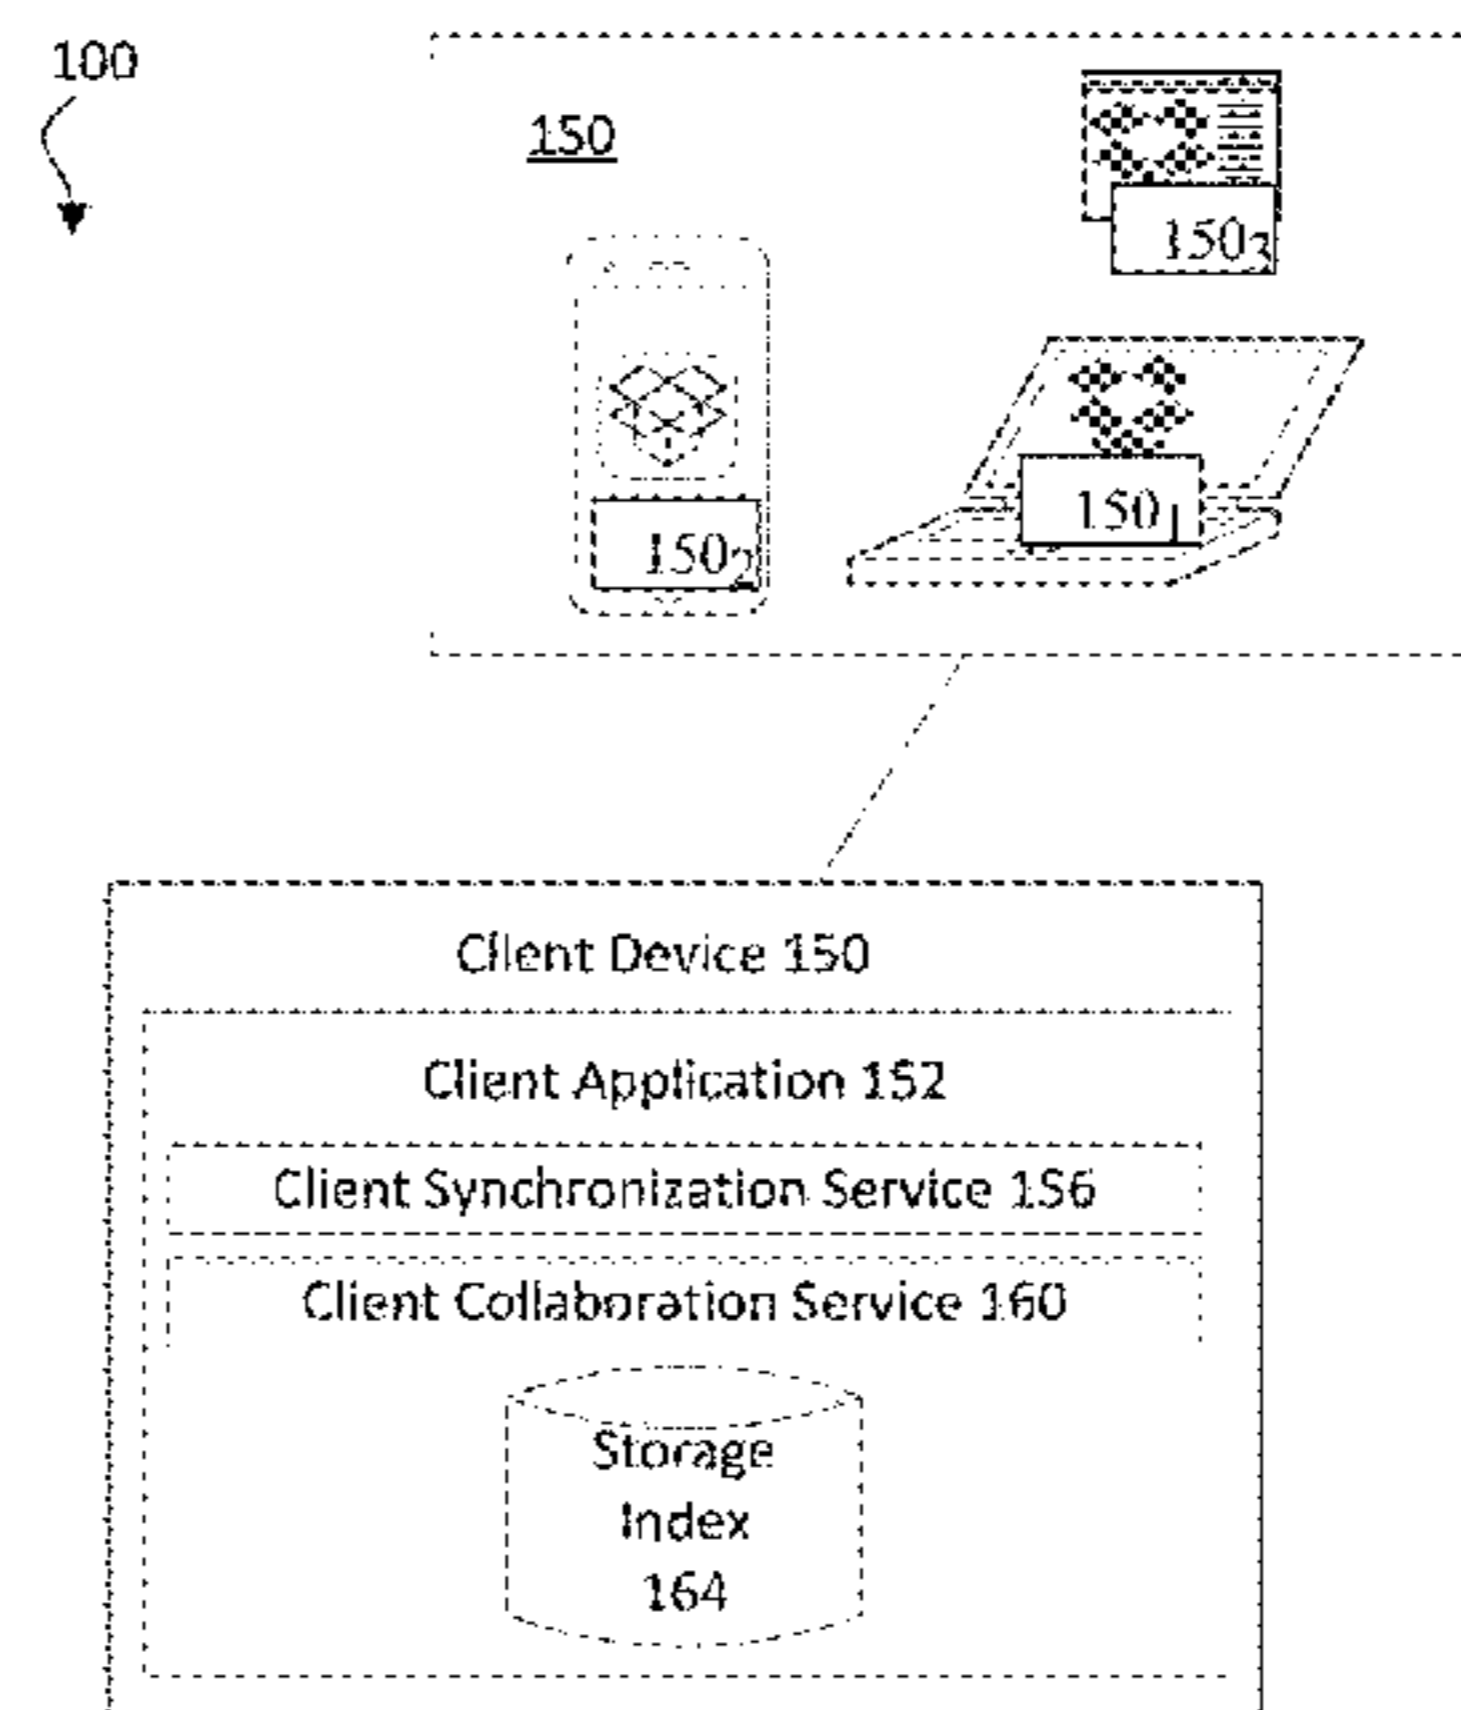 100
150
150₃
150₁
150₂
Client Device 150
Client Application 152
Client Synchronization Service 156
Client Collaboration Service 160
Storage
Index
164